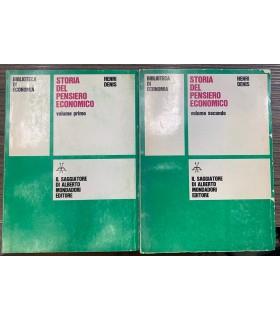 BIBLIOTECA
DI
ECONOMIA
STORIA
DEL
PENSIERO
ECONOMICO
volume primo
HENRI
DENIS
IL SAGGIATORE
DI ALBERTO
MONDADORI
EDITORE
BIBLIOTECA
DI
ECONOMIA
STORIA
DEL
PENSIERO
ECONOMICO
volume secondo
HENRI
DENIS
IL SAGGIATORE
DI ALBERTO
MONDADORI
EDITORE